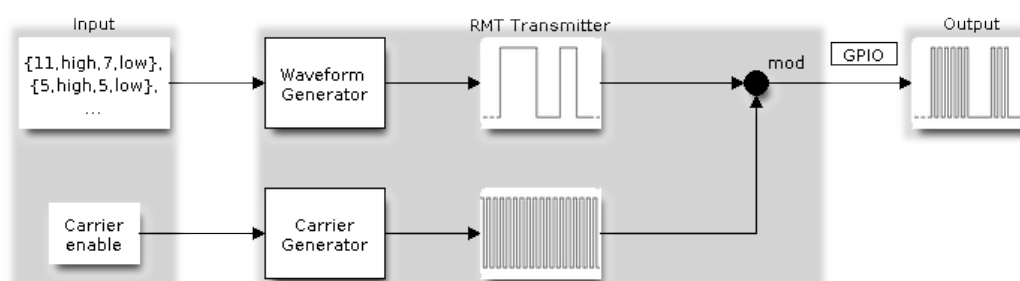 Input
RMT Transmitter
Output
{11,high,7,low},
{5,high,5,low},
...
Waveform
Generator
mod
GPIO
Carrier
enable
Carrier
Generator